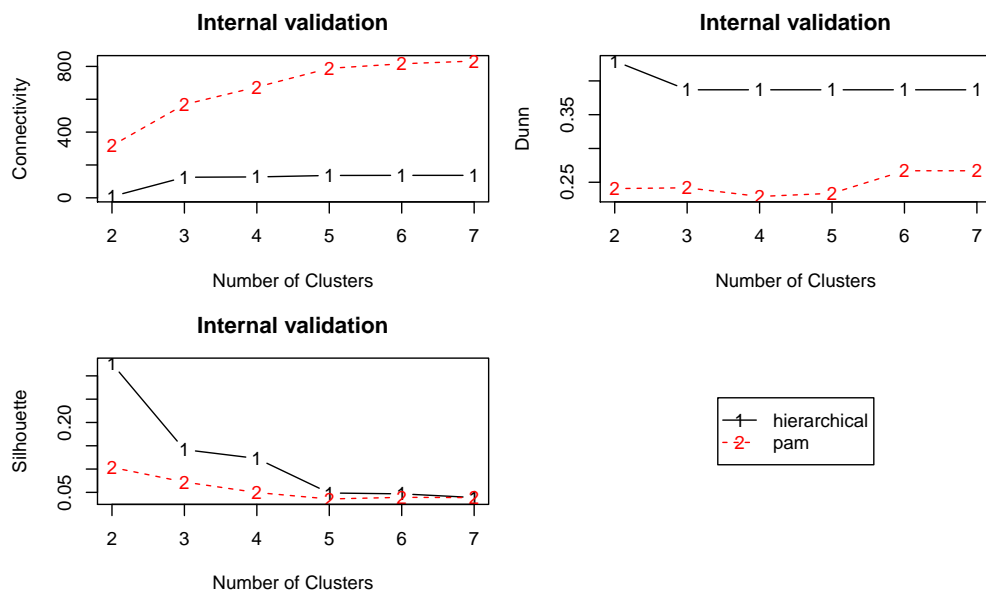 Internal validation
Connectivity
0 400 800
2 2 2 2 2 2
1 1 1 1 1 1
2 3 4 5 6 7
Number of Clusters
Internal validation
Dunn
0.25 0.35
1 1 1 1 1 1
2 2 2 2 2 2
2 3 4 5 6 7
Number of Clusters
Internal validation
Silhouette
0.05 0.20
1 1 1 1 1 1
2 2 2 2 2 2
2 3 4 5 6 7
Number of Clusters
1 hierarchical
2 pam